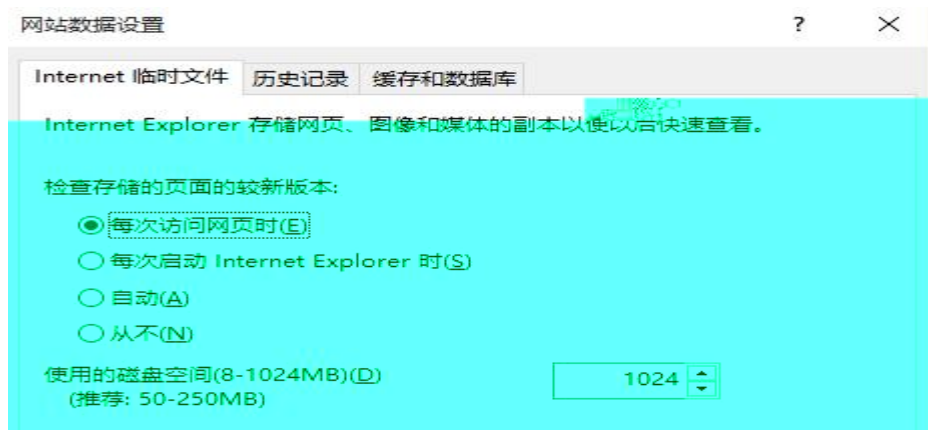 网站数据设置 ? ×
Internet 临时文件 历史记录 缓存和数据库
Internet Explorer 存储网页、图像和媒体的副本以便以后快速查看。
检查存储的页面的较新版本:
每次访问网页时(E)
每次启动 Internet Explorer 时(S)
自动(A)
从不(N)
使用的磁盘空间(8-1024MB)(D) 1024
(推荐: 50-250MB)